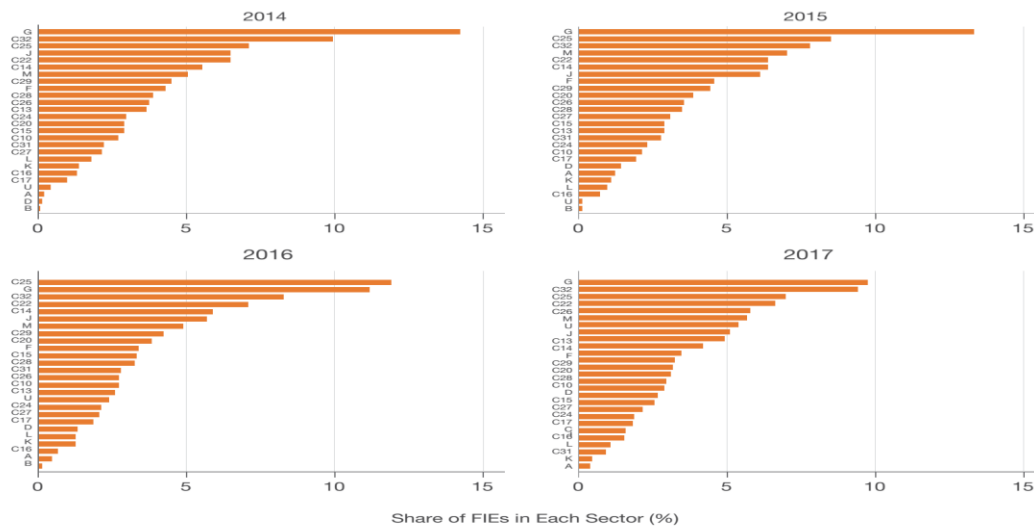 2014
G
C32
C25
J
C22
C14
M
C29
F
C28
C26
C13
C24
C20
C15
C10
C31
C27
L
K
C16
C17
U
A
D
B
0 5 10 15
2015
G
C25
C32
M
C22
C14
J
F
C29
C20
C26
C28
C27
C15
C13
C31
C24
C10
C17
D
A
K
L
C16
U
B
0 5 10 15
2016
C25
G
C32
C22
C14
J
M
C29
C20
F
C15
C28
C31
C26
C10
C13
U
C24
C27
C17
D
L
K
C16
A
B
0 5 10 15
2017
G
C32
C25
C22
C26
M
U
J
C13
C14
F
C29
C20
C28
C10
D
C15
C27
C24
C17
L
C31
K
A
0 5 10 15
Share of FIEs in Each Sector (%)